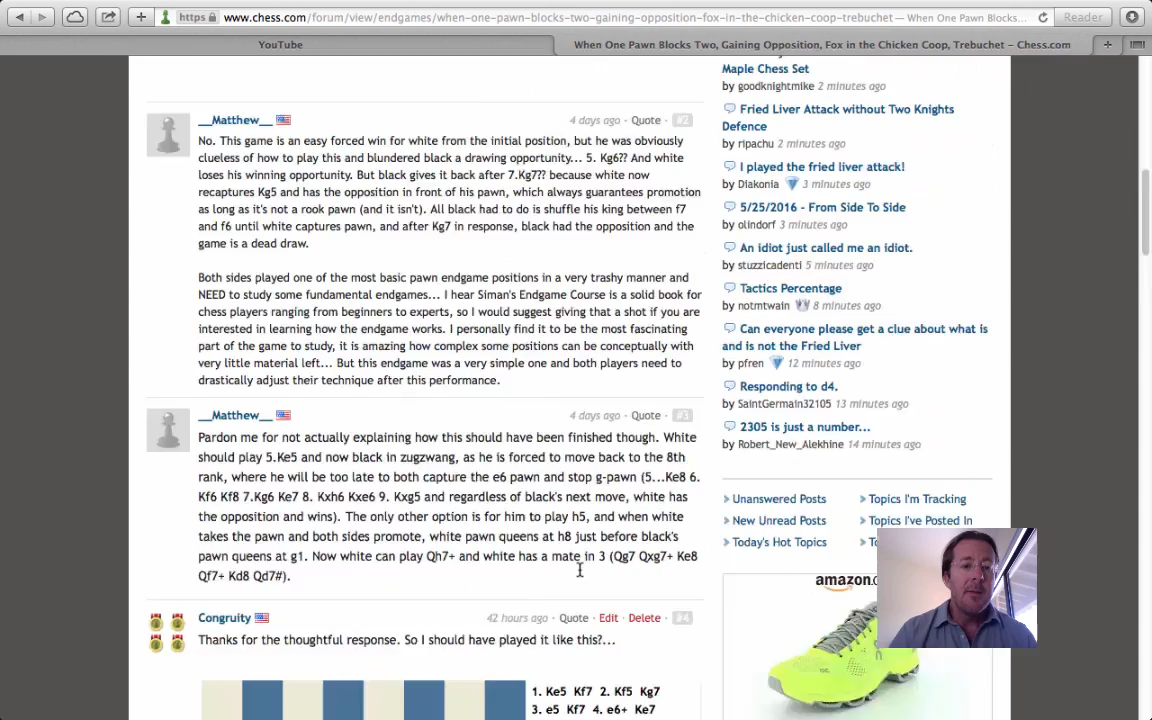 https www.chess.com/forum/view/endgames/when-one-pawn-blocks-two-gaining-opposition-fox-in-the-chicken-coop-trebuchet — When One Pawn Blocks... Reader
YouTube
When One Pawn Blocks Two, Gaining Opposition, Fox in the Chicken Coop, Trebuchet – Chess.com
__Matthew__ 4 days ago · Quote · #2
No. This game is an easy forced win for white from the initial position, but he was obviously
clueless of how to play this and blundered black a drawing opportunity... 5. Kg6?? And white
loses his winning opportunity. But black gives it back after 7.Kg7?? because white now
recaptures Kg5 and has the opposition in front of his pawn, which always guarantees promotion
as long as it's not a rook pawn (and it isn't). All black had to do is shuffle his king between f7
and f6 until white captures pawn, and after Kg7 in response, black had the opposition and the
game is a dead draw.
Both sides played one of the most basic pawn endgame positions in a very trashy manner and
NEED to study some fundamental endgames... I hear Siman's Endgame Course is a solid book for
chess players ranging from beginners to experts, so I would suggest giving that a shot if you are
interested in learning how the endgame works. I personally find it to be the most fascinating
part of the game to study, it is amazing how complex some positions can be conceptually with
very little material left... But this endgame was a very simple one and both players need to
drastically adjust their technique after this performance.
__Matthew__ 4 days ago · Quote · #3
Pardon me for not actually explaining how this should have been finished though. White
should play 5.Ke5 and now black in zugzwang, as he is forced to move back to the 8th
rank, where he will be too late to both capture the e6 pawn and stop g-pawn (5...Ke8 6.
Kf6 Kf8 7.Kg6 Ke7 8. Kxh6 Kxe6 9. Kxg5 and regardless of black's next move, white has
the opposition and wins). The only other option is for him to play h5, and when white
takes the pawn and both sides promote, white pawn queens at h8 just before black's
pawn queens at g1. Now white can play Qh7+ and white has a mate in 3 (Qg7 Qxg7+ Ke8
Qf7+ Kd8 Qd7#).
Congruity 42 hours ago · Quote · Edit · Delete · #4
Thanks for the thoughtful response. So I should have played it like this?...
1. Ke5 Kf7 2. Kf5 Kg7
3. e5 Kf7 4. e6+ Ke7
Maple Chess Set
by goodknightmike 2 minutes ago
Fried Liver Attack without Two Knights
Defence
by ripachu 2 minutes ago
I played the fried liver attack!
by Diakonia 3 minutes ago
5/25/2016 - From Side To Side
by olindorf 3 minutes ago
An idiot just called me an idiot.
by stuzzicadenti 5 minutes ago
Tactics Percentage
by notmtwain 8 minutes ago
Can everyone please get a clue about what is
and is not the Fried Liver
by pfren 12 minutes ago
Responding to d4.
by SaintGermain32105 13 minutes ago
2305 is just a number...
by Robert_New_Alekhine 14 minutes ago
Unanswered Posts Topics I'm Tracking
New Unread Posts Topics I've Posted In
Today's Hot Topics
amazon.c